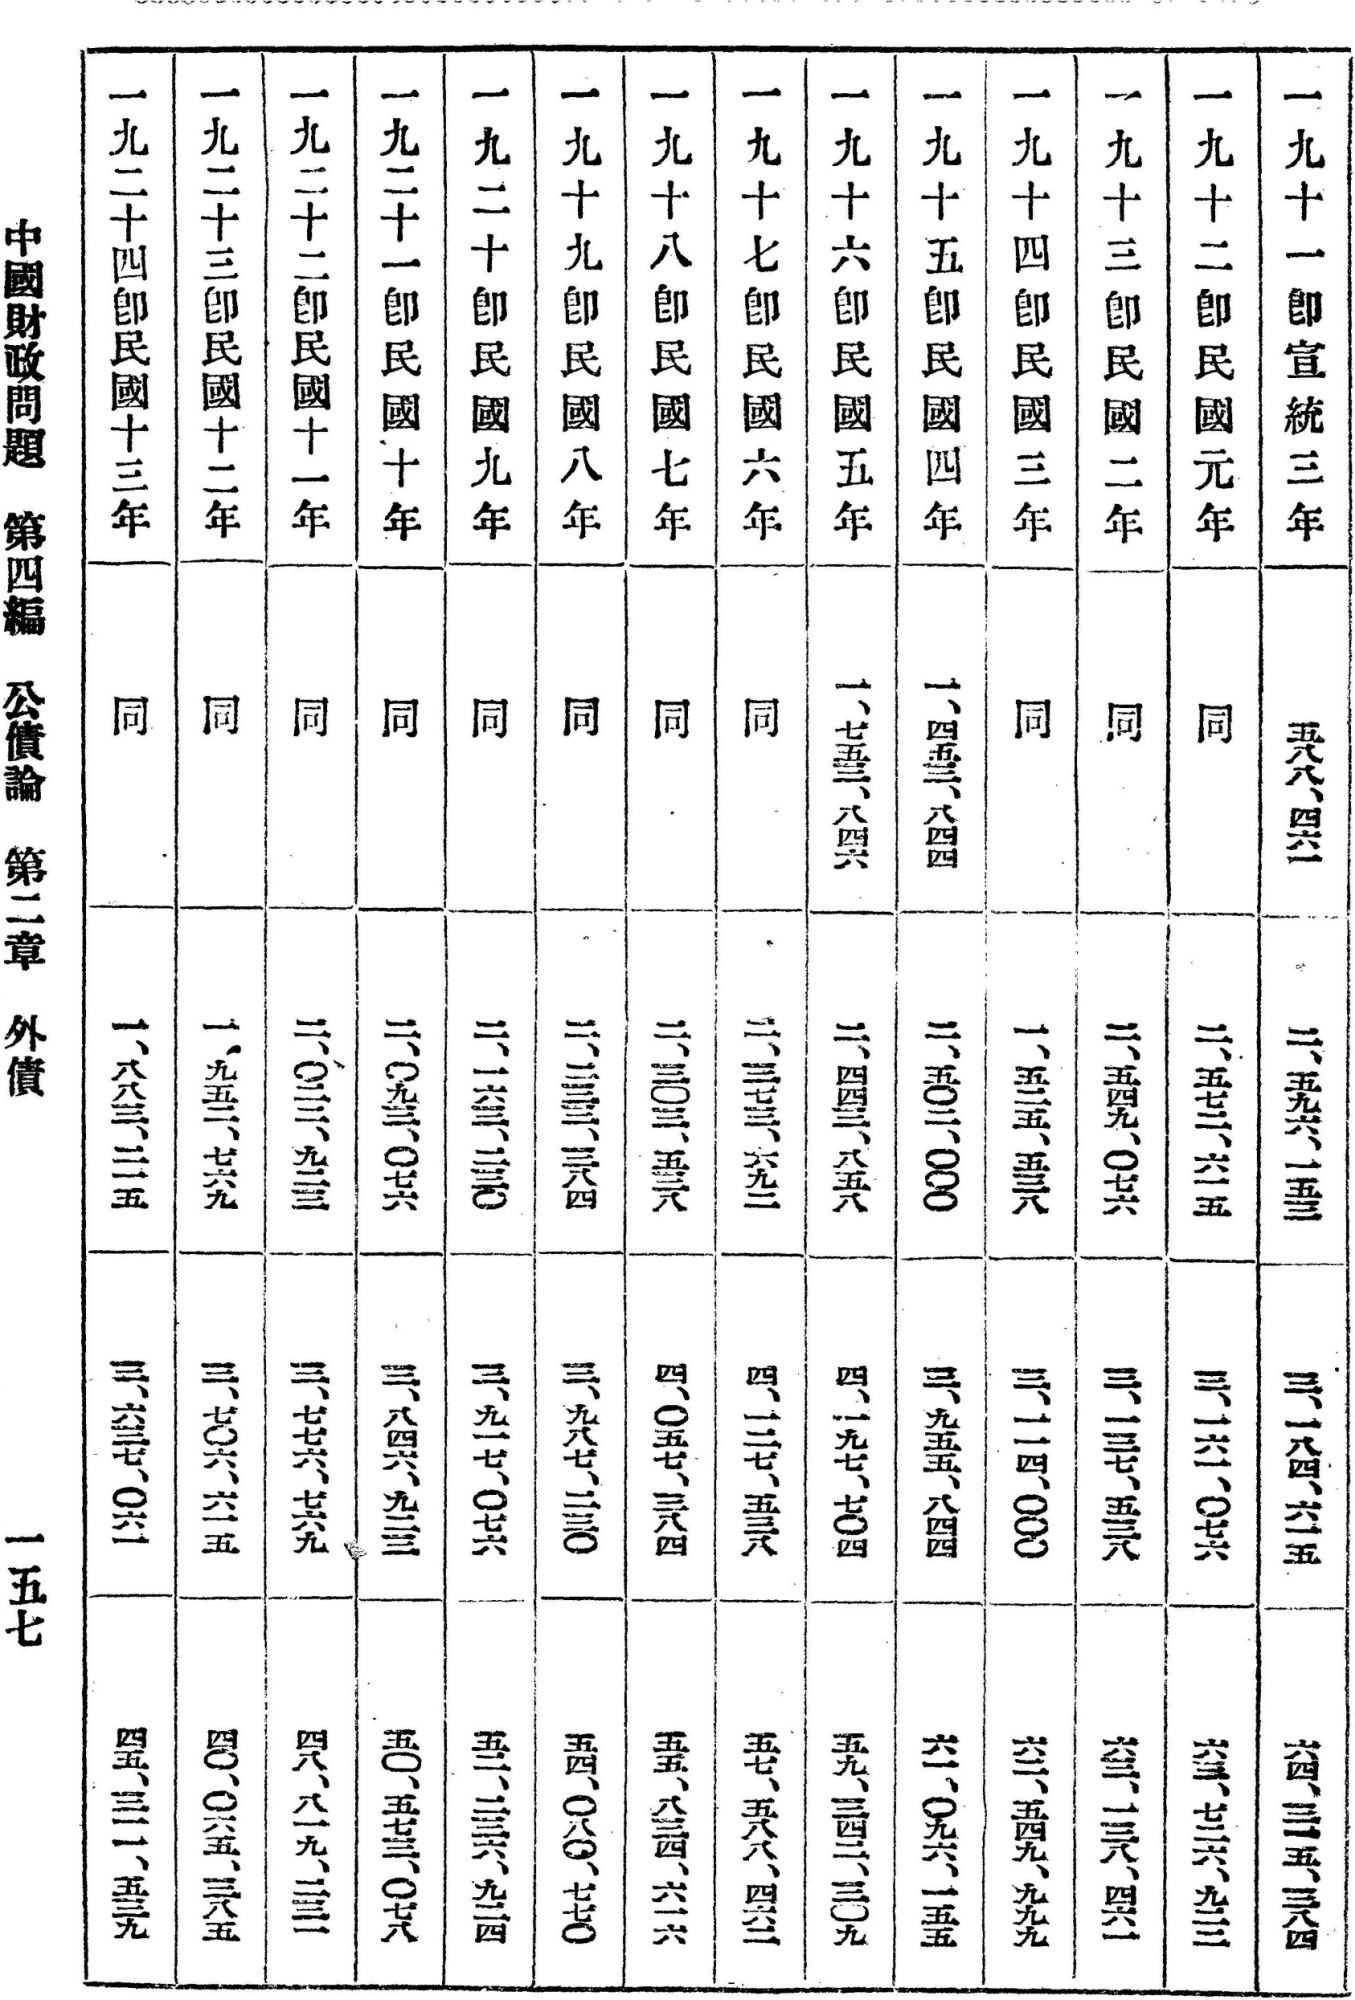 一九十一即宣統三年 五八八、四六一 二、五九六、一五三 三、一八四、六一五 六四、三一五、三八四
一九十二即民國元年 同 二、五七二、六一五 三、一六一、〇七六 六三、七二六、九二三
一九十三即民國二年 同 二、五四九、〇七六 三、一三七、五三八 六三、一三八、四六一
一九十四即民國三年 同 一、五二五、五三八 三、一一四、〇〇〇 六二、五四九、九九九
一九十五即民國四年 一、四五三、八四四 二、五〇二、〇〇〇 三、九五五、八四四 六一、〇九六、一五五
一九十六即民國五年 一、七五三、八四六 二、四四三、八五八 四、一九七、七〇四 五九、三四二、三〇九
一九十七即民國六年 同 二、三七三、六九二 四、一二七、五三八 五七、五八八、四六二
一九十八即民國七年 同 二、三〇三、五三八 四、〇五七、三八四 五五、八三四、六一六
一九十九即民國八年 同 二、二三三、三八四 三、九八七、二三〇 五四、〇八〇、七七〇
一九二十即民國九年 同 二、一六三、二三〇 三、九一七、〇七六 五二、二三六、九二四
一九二十一即民國十年 同 二、〇九三、〇七六 三、八四六、九二三 五〇、五七三、〇七八
一九二十二即民國十一年 同 二、〇二二、九二三 三、七七六、七六九 四八、八一九、二三一
一九二十三即民國十二年 同 一、九五二、七六九 三、七〇六、六一五 四〇、〇六五、三八五
一九二十四即民國十三年 同 一、八八三、二一五 三、六三七、〇六一 四五、三一一、五三九
中國財政問題 第四編 公債論 第二章 外債 一五七